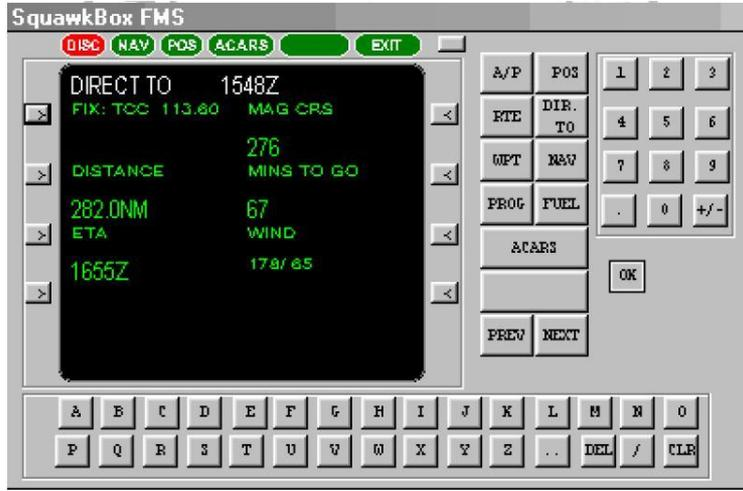 SquawkBox FMS
DISC NAV POS ACARS EXIT
DIRECT TO 1548Z
FIX: TCC 113.60 MAG CRS
276
DISTANCE MINS TO GO
282.0NM 67
ETA WIND
1655Z 178/ 65
A/P POS
RTE DIR. TO
WPT NAV
PROG FUEL
ACARS
PREV NEXT
1 2 3
4 5 6
7 8 9
. 0 +/-
OK
A B C D E F G H I J K L M N O
P Q R S T U V W X Y Z .. DEL / CLR